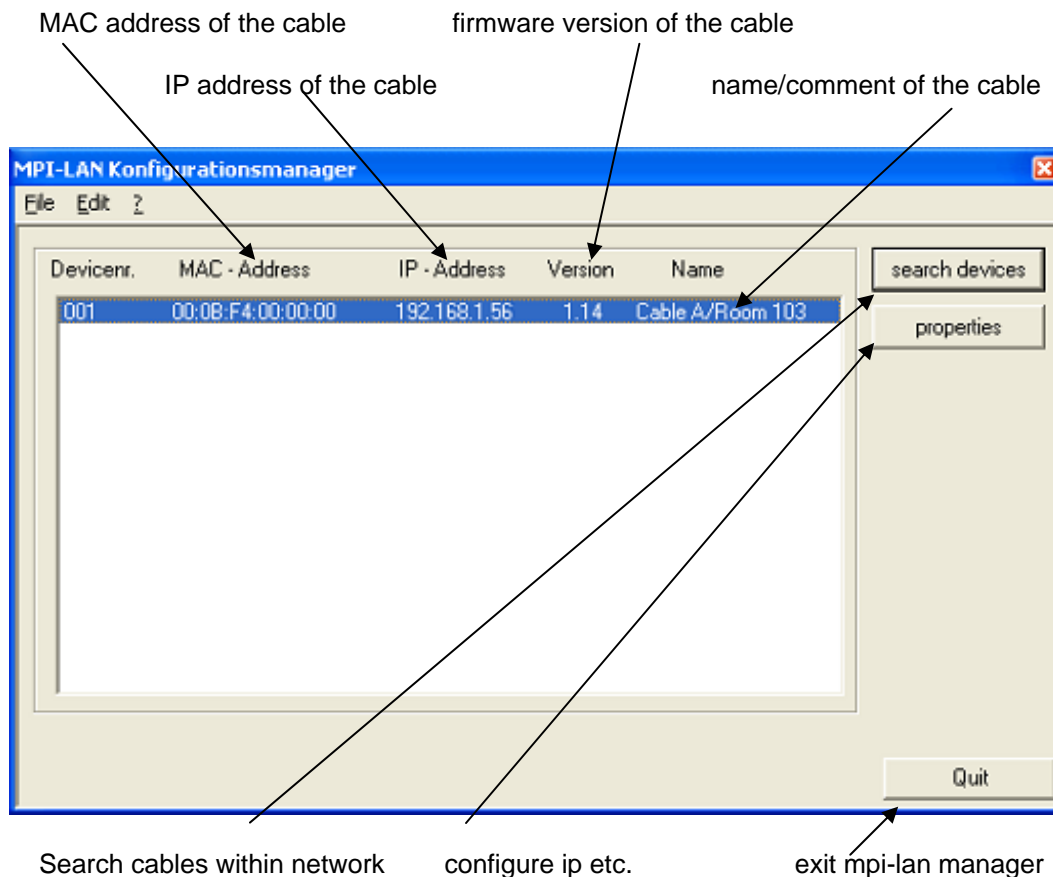 MAC address of the cable firmware version of the cable
IP address of the cable name/comment of the cable
MPI-LAN Konfigurationsmanager
File Edit ?
Devicenr. MAC - Address IP - Address Version Name search devices
001 00:0B:F4:00:00:00 192.168.1.56 1.14 Cable A/Room 103
properties
Quit
Search cables within network configure ip etc. exit mpi-lan manager